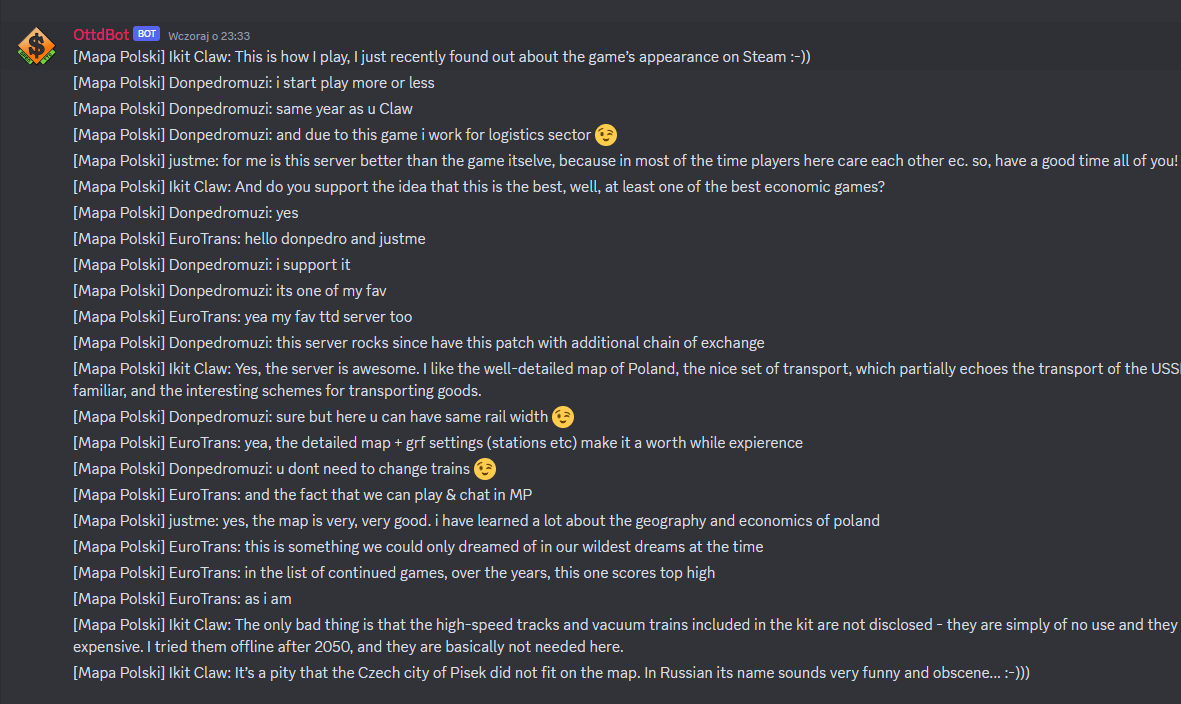 OttdBot BOT Wczoraj o 23:33
[Mapa Polski] Ikit Claw: This is how I play, I just recently found out about the game's appearance on Steam :-))
[Mapa Polski] Donpedromuzi: i start play more or less
[Mapa Polski] Donpedromuzi: same year as u Claw
[Mapa Polski] Donpedromuzi: and due to this game i work for logistics sector 😉
[Mapa Polski] justme: for me is this server better than the game itselve, because in most of the time players here care each other ec. so, have a good time all of you!
[Mapa Polski] Ikit Claw: And do you support the idea that this is the best, well, at least one of the best economic games?
[Mapa Polski] Donpedromuzi: yes
[Mapa Polski] EuroTrans: hello donpedro and justme
[Mapa Polski] Donpedromuzi: i support it
[Mapa Polski] Donpedromuzi: its one of my fav
[Mapa Polski] EuroTrans: yea my fav ttd server too
[Mapa Polski] Donpedromuzi: this server rocks since have this patch with additional chain of exchange
[Mapa Polski] Ikit Claw: Yes, the server is awesome. I like the well-detailed map of Poland, the nice set of transport, which partially echoes the transport of the
familiar, and the interesting schemes for transporting goods.
[Mapa Polski] Donpedromuzi: sure but here u can have same rail width 😉
[Mapa Polski] EuroTrans: yea, the detailed map + grf settings (stations etc) make it a worth while expierence
[Mapa Polski] Donpedromuzi: u dont need to change trains 😉
[Mapa Polski] EuroTrans: and the fact that we can play & chat in MP
[Mapa Polski] justme: yes, the map is very, very good. i have learned a lot about the geography and economics of poland
[Mapa Polski] EuroTrans: this is something we could only dreamed of in our wildest dreams at the time
[Mapa Polski] EuroTrans: in the list of continued games, over the years, this one scores top high
[Mapa Polski] EuroTrans: as i am
[Mapa Polski] Ikit Claw: The only bad thing is that the high-speed tracks and vacuum trains included in the kit are not disclosed - they are simply of no use and they
expensive. I tried them offline after 2050, and they are basically not needed here.
[Mapa Polski] Ikit Claw: It's a pity that the Czech city of Pisek did not fit on the map. In Russian its name sounds very funny and obscene... :-)))